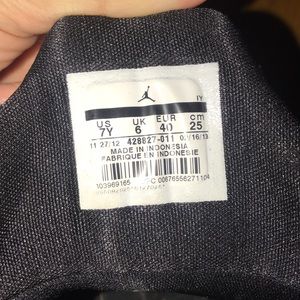 TY
US UK EUR cm
7Y 6 40 25
11/27/12 428827-011 01/16/13
MADE IN INDONESIA
FABRIQUE EN INDONESIE
103969165